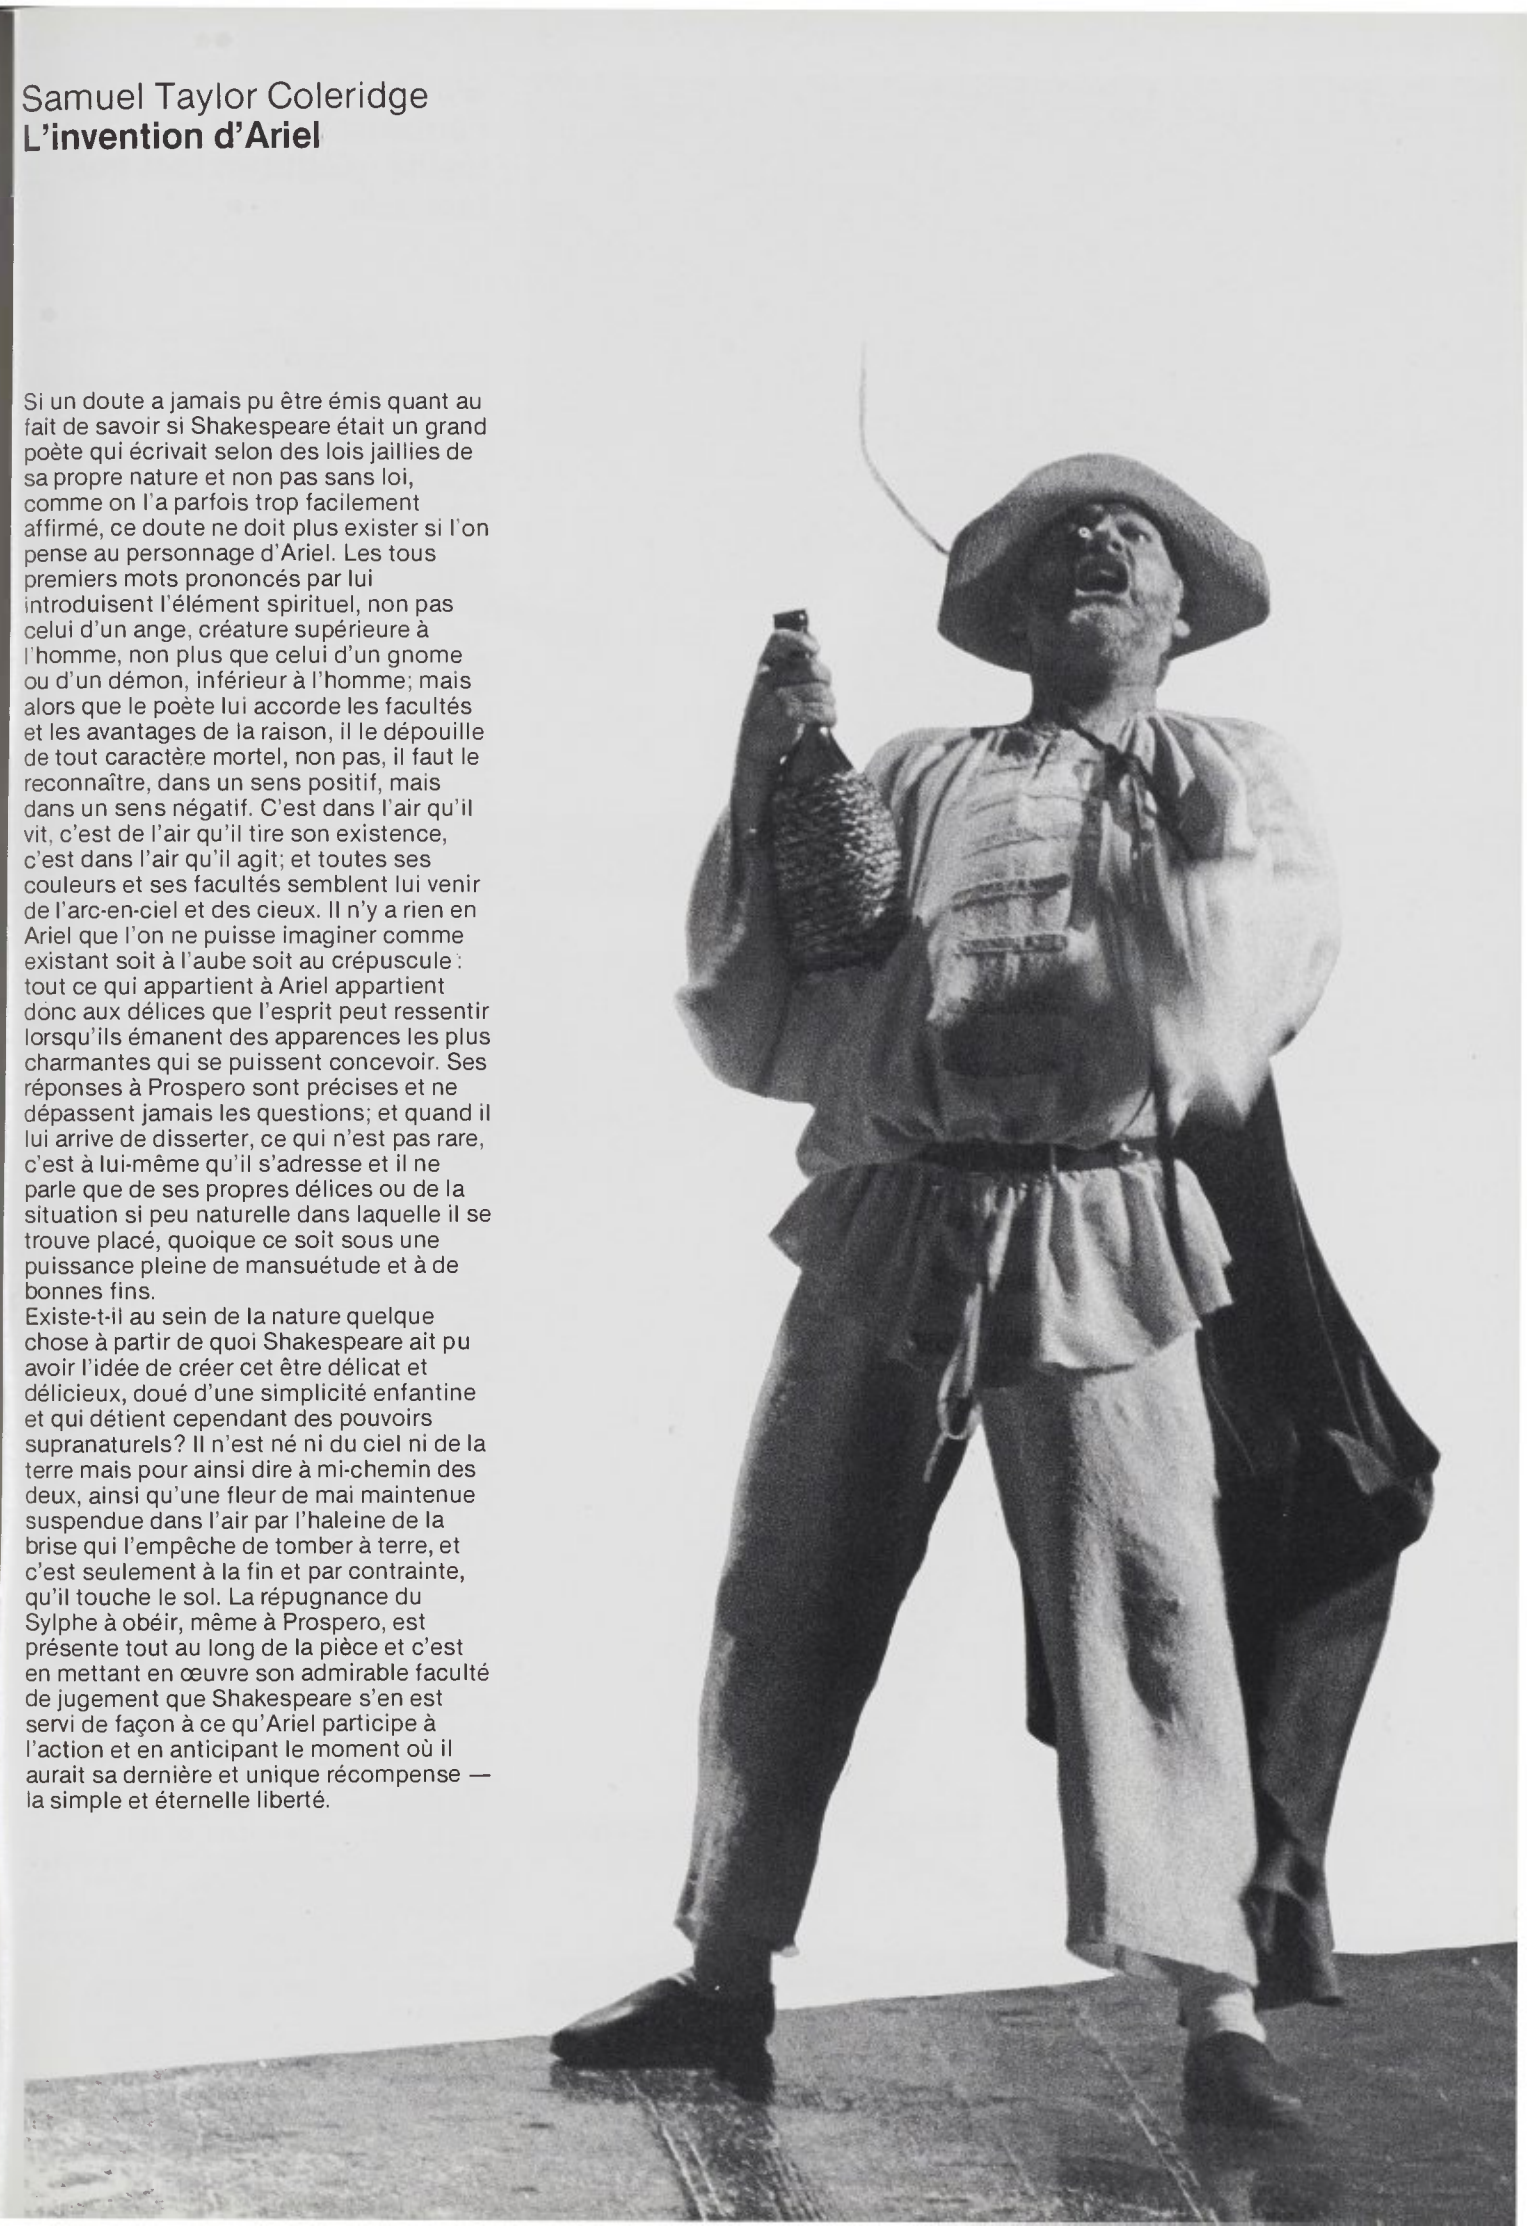 Samuel Taylor Coleridge
L'invention d'Ariel
Si un doute a jamais pu être émis quant au
fait de savoir si Shakespeare était un grand
poète qui écrivait selon des lois jaillies de
sa propre nature et non pas sans loi,
comme on l'a parfois trop facilement
affirmé, ce doute ne doit plus exister si l'on
pense au personnage d'Ariel. Les tous
premiers mots prononcés par lui
introduisent l'élément spirituel, non pas
celui d'un ange, créature supérieure à
l'homme, non plus que celui d'un gnome
ou d'un démon, inférieur à l'homme; mais
alors que le poète lui accorde les facultés
et les avantages de la raison, il le dépouille
de tout caractère mortel, non pas, il faut le
reconnaître, dans un sens positif, mais
dans un sens négatif. C'est dans l'air qu'il
vit, c'est de l'air qu'il tire son existence,
c'est dans l'air qu'il agit; et toutes ses
couleurs et ses facultés semblent lui venir
de l'arc-en-ciel et des cieux. Il n'y a rien en
Ariel que l'on ne puisse imaginer comme
existant soit à l'aube soit au crépuscule :
tout ce qui appartient à Ariel appartient
donc aux délices que l'esprit peut ressentir
lorsqu'ils émanent des apparences les plus
charmantes qui se puissent concevoir. Ses
réponses à Prospero sont précises et ne
dépassent jamais les questions; et quand il
lui arrive de disserter, ce qui n'est pas rare,
c'est à lui-même qu'il s'adresse et il ne
parle que de ses propres délices ou de la
situation si peu naturelle dans laquelle il se
trouve placé, quoique ce soit sous une
puissance pleine de mansuétude et à de
bonnes fins.
Existe-t-il au sein de la nature quelque
chose à partir de quoi Shakespeare ait pu
avoir l'idée de créer cet être délicat et
délicieux, doué d'une simplicité enfantine
et qui détient cependant des pouvoirs
supranaturels? Il n'est né ni du ciel ni de la
terre mais pour ainsi dire à mi-chemin des
deux, ainsi qu'une fleur de mai maintenue
suspendue dans l'air par l'haleine de la
brise qui l'empêche de tomber à terre, et
c'est seulement à la fin et par contrainte,
qu'il touche le sol. La répugnance du
Sylphe à obéir, même à Prospero, est
présente tout au long de la pièce et c'est
en mettant en œuvre son admirable faculté
de jugement que Shakespeare s'en est
servi de façon à ce qu'Ariel participe à
l'action et en anticipant le moment où il
aurait sa dernière et unique récompense —
la simple et éternelle liberté.